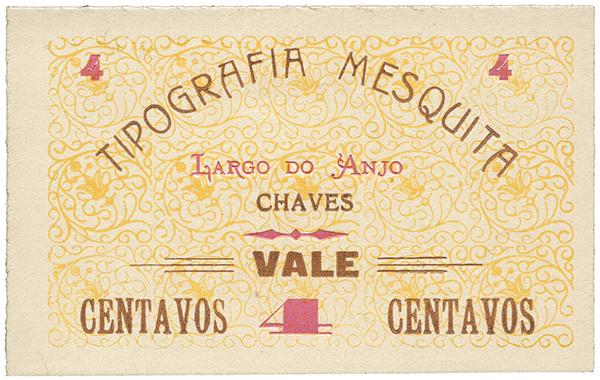 4 4
TIPOGRAFIA MESQUITA
LARGO DO ANJO
CHAVES
VALE
CENTAVOS 4 CENTAVOS